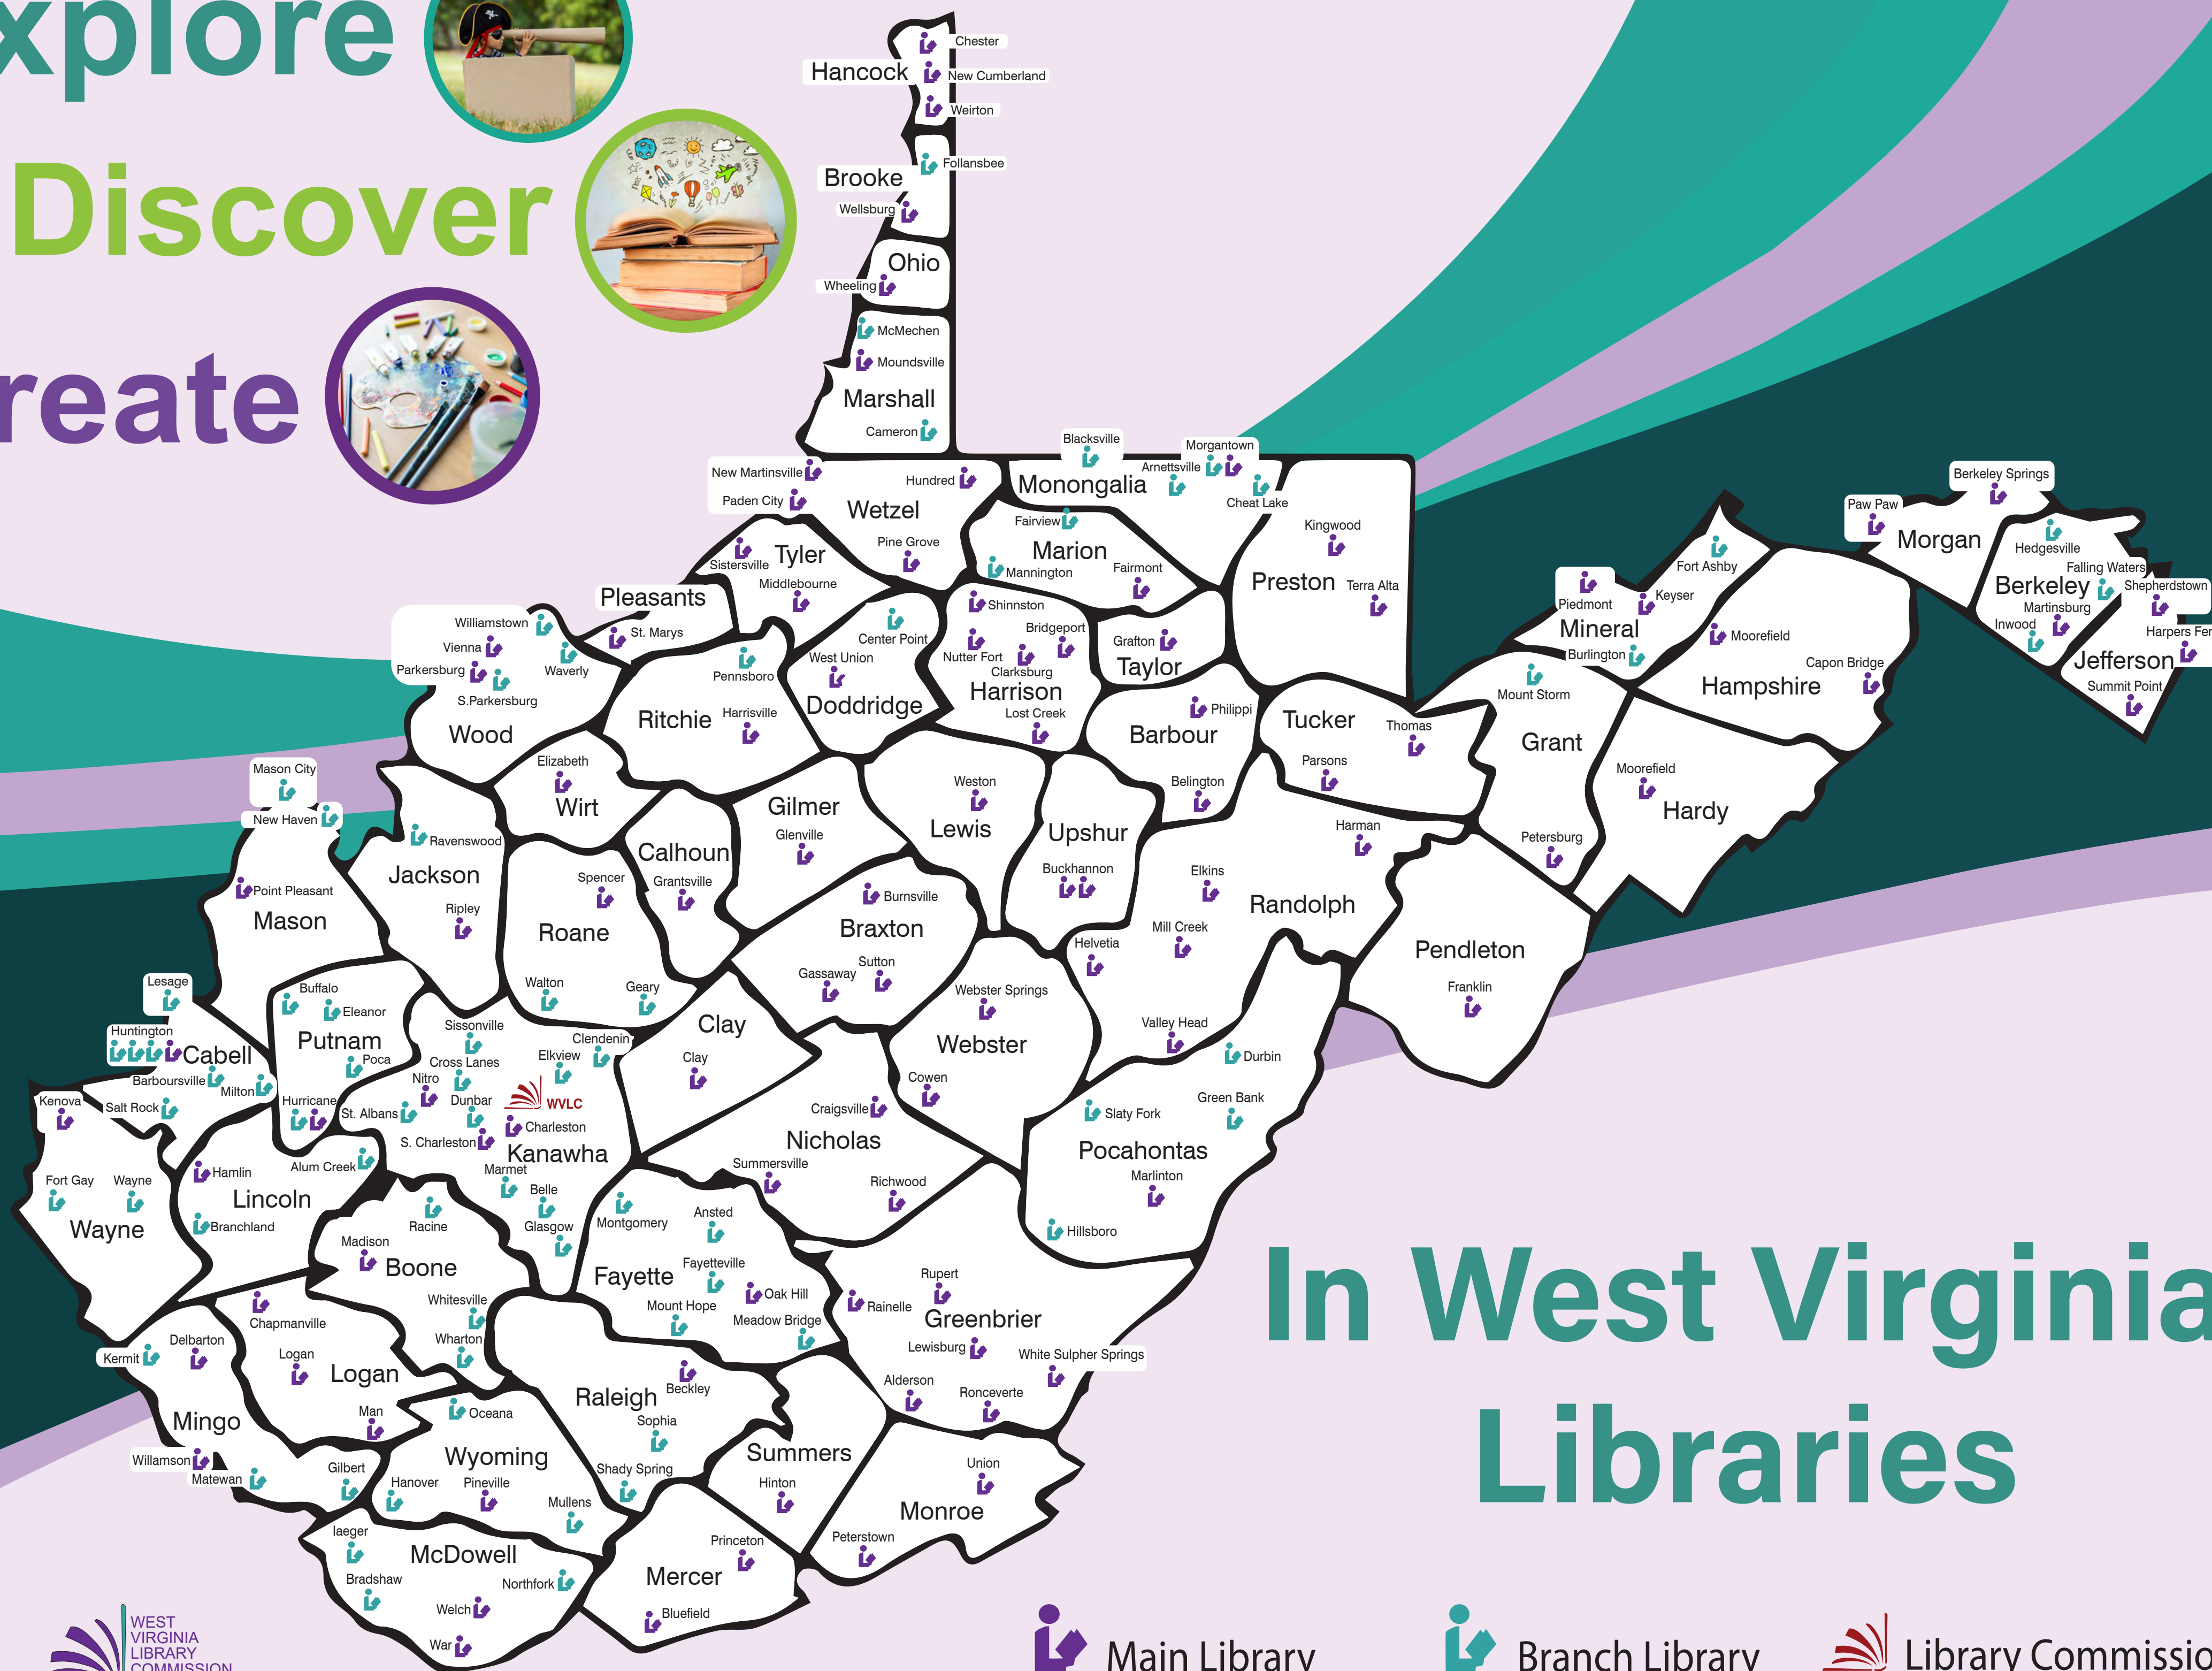 xplore
Discover
reate
Chester
Hancock
New Cumberland
Weirton
Follansbee
Brooke
Wellsburg
Ohio
Wheeling
McMechen
Moundsville
Marshall
Cameron
Blacksville
Morgantown
New Martinsville
Hundred
Arnettsville
Monongalia
Cheat Lake
Paden City
Wetzel
Pine Grove
Fairview
Marion
Mannington
Fairmont
Kingwood
Preston
Terra Alta
Berkeley Springs
Paw Paw
Morgan
Hedgesville
Falling Waters
Berkeley
Shepherdstown
Martinsburg
Inwood
Harpers Fer
Jefferson
Summit Point
Fort Ashby
Piedmont
Keyser
Mineral
Burlington
Moorefield
Capon Bridge
Hampshire
Sistersville
Tyler
Middlebourne
Pleasants
St. Marys
Williamstown
Vienna
Parkersburg
Waverly
S.Parkersburg
Wood
Center Point
West Union
Doddridge
Pennsboro
Ritchie
Harrisville
Shinnston
Bridgeport
Nutter Fort
Clarksburg
Harrison
Lost Creek
Grafton
Taylor
Philippi
Barbour
Belington
Tucker
Thomas
Parsons
Mount Storm
Grant
Petersburg
Moorefield
Hardy
Mason City
New Haven
Point Pleasant
Mason
Ravenswood
Jackson
Ripley
Elizabeth
Wirt
Calhoun
Grantsville
Gilmer
Glenville
Weston
Lewis
Upshur
Buckhannon
Harman
Elkins
Randolph
Mill Creek
Helvetia
Valley Head
Pendleton
Franklin
Spencer
Roane
Walton
Geary
Burnsville
Braxton
Sutton
Gassaway
Webster Springs
Webster
Cowen
Clay
Clay
Lesage
Huntington
Cabell
Barboursville
Milton
Salt Rock
Buffalo
Eleanor
Putnam
Poca
Hurricane
Sissonville
Clendenin
Elkview
Cross Lanes
Nitro
Dunbar
WVLC
St. Albans
Charleston
S. Charleston
Kanawha
Marmet
Belle
Glasgow
Kenova
Fort Gay
Wayne
Wayne
Hamlin
Alum Creek
Lincoln
Branchland
Craigsville
Nicholas
Summersville
Richwood
Durbin
Green Bank
Slaty Fork
Pocahontas
Marlinton
Hillsboro
Racine
Madison
Boone
Whitesville
Wharton
Montgomery
Ansted
Fayetteville
Fayette
Oak Hill
Mount Hope
Meadow Bridge
Rupert
Rainelle
Greenbrier
Lewisburg
White Sulpher Springs
Alderson
Ronceverte
Chapmanville
Logan
Logan
Man
Delbarton
Kermit
Mingo
Willamson
Matewan
Gilbert
Oceana
Wyoming
Hanover
Pineville
Mullens
Raleigh
Beckley
Sophia
Shady Spring
Summers
Hinton
Union
Monroe
Peterstown
Iaeger
McDowell
Bradshaw
Northfork
Welch
War
Princeton
Mercer
Bluefield
In West Virginia
Libraries
WEST
VIRGINIA
LIBRARY
COMMISSION
Main Library
Branch Library
Library Commissio